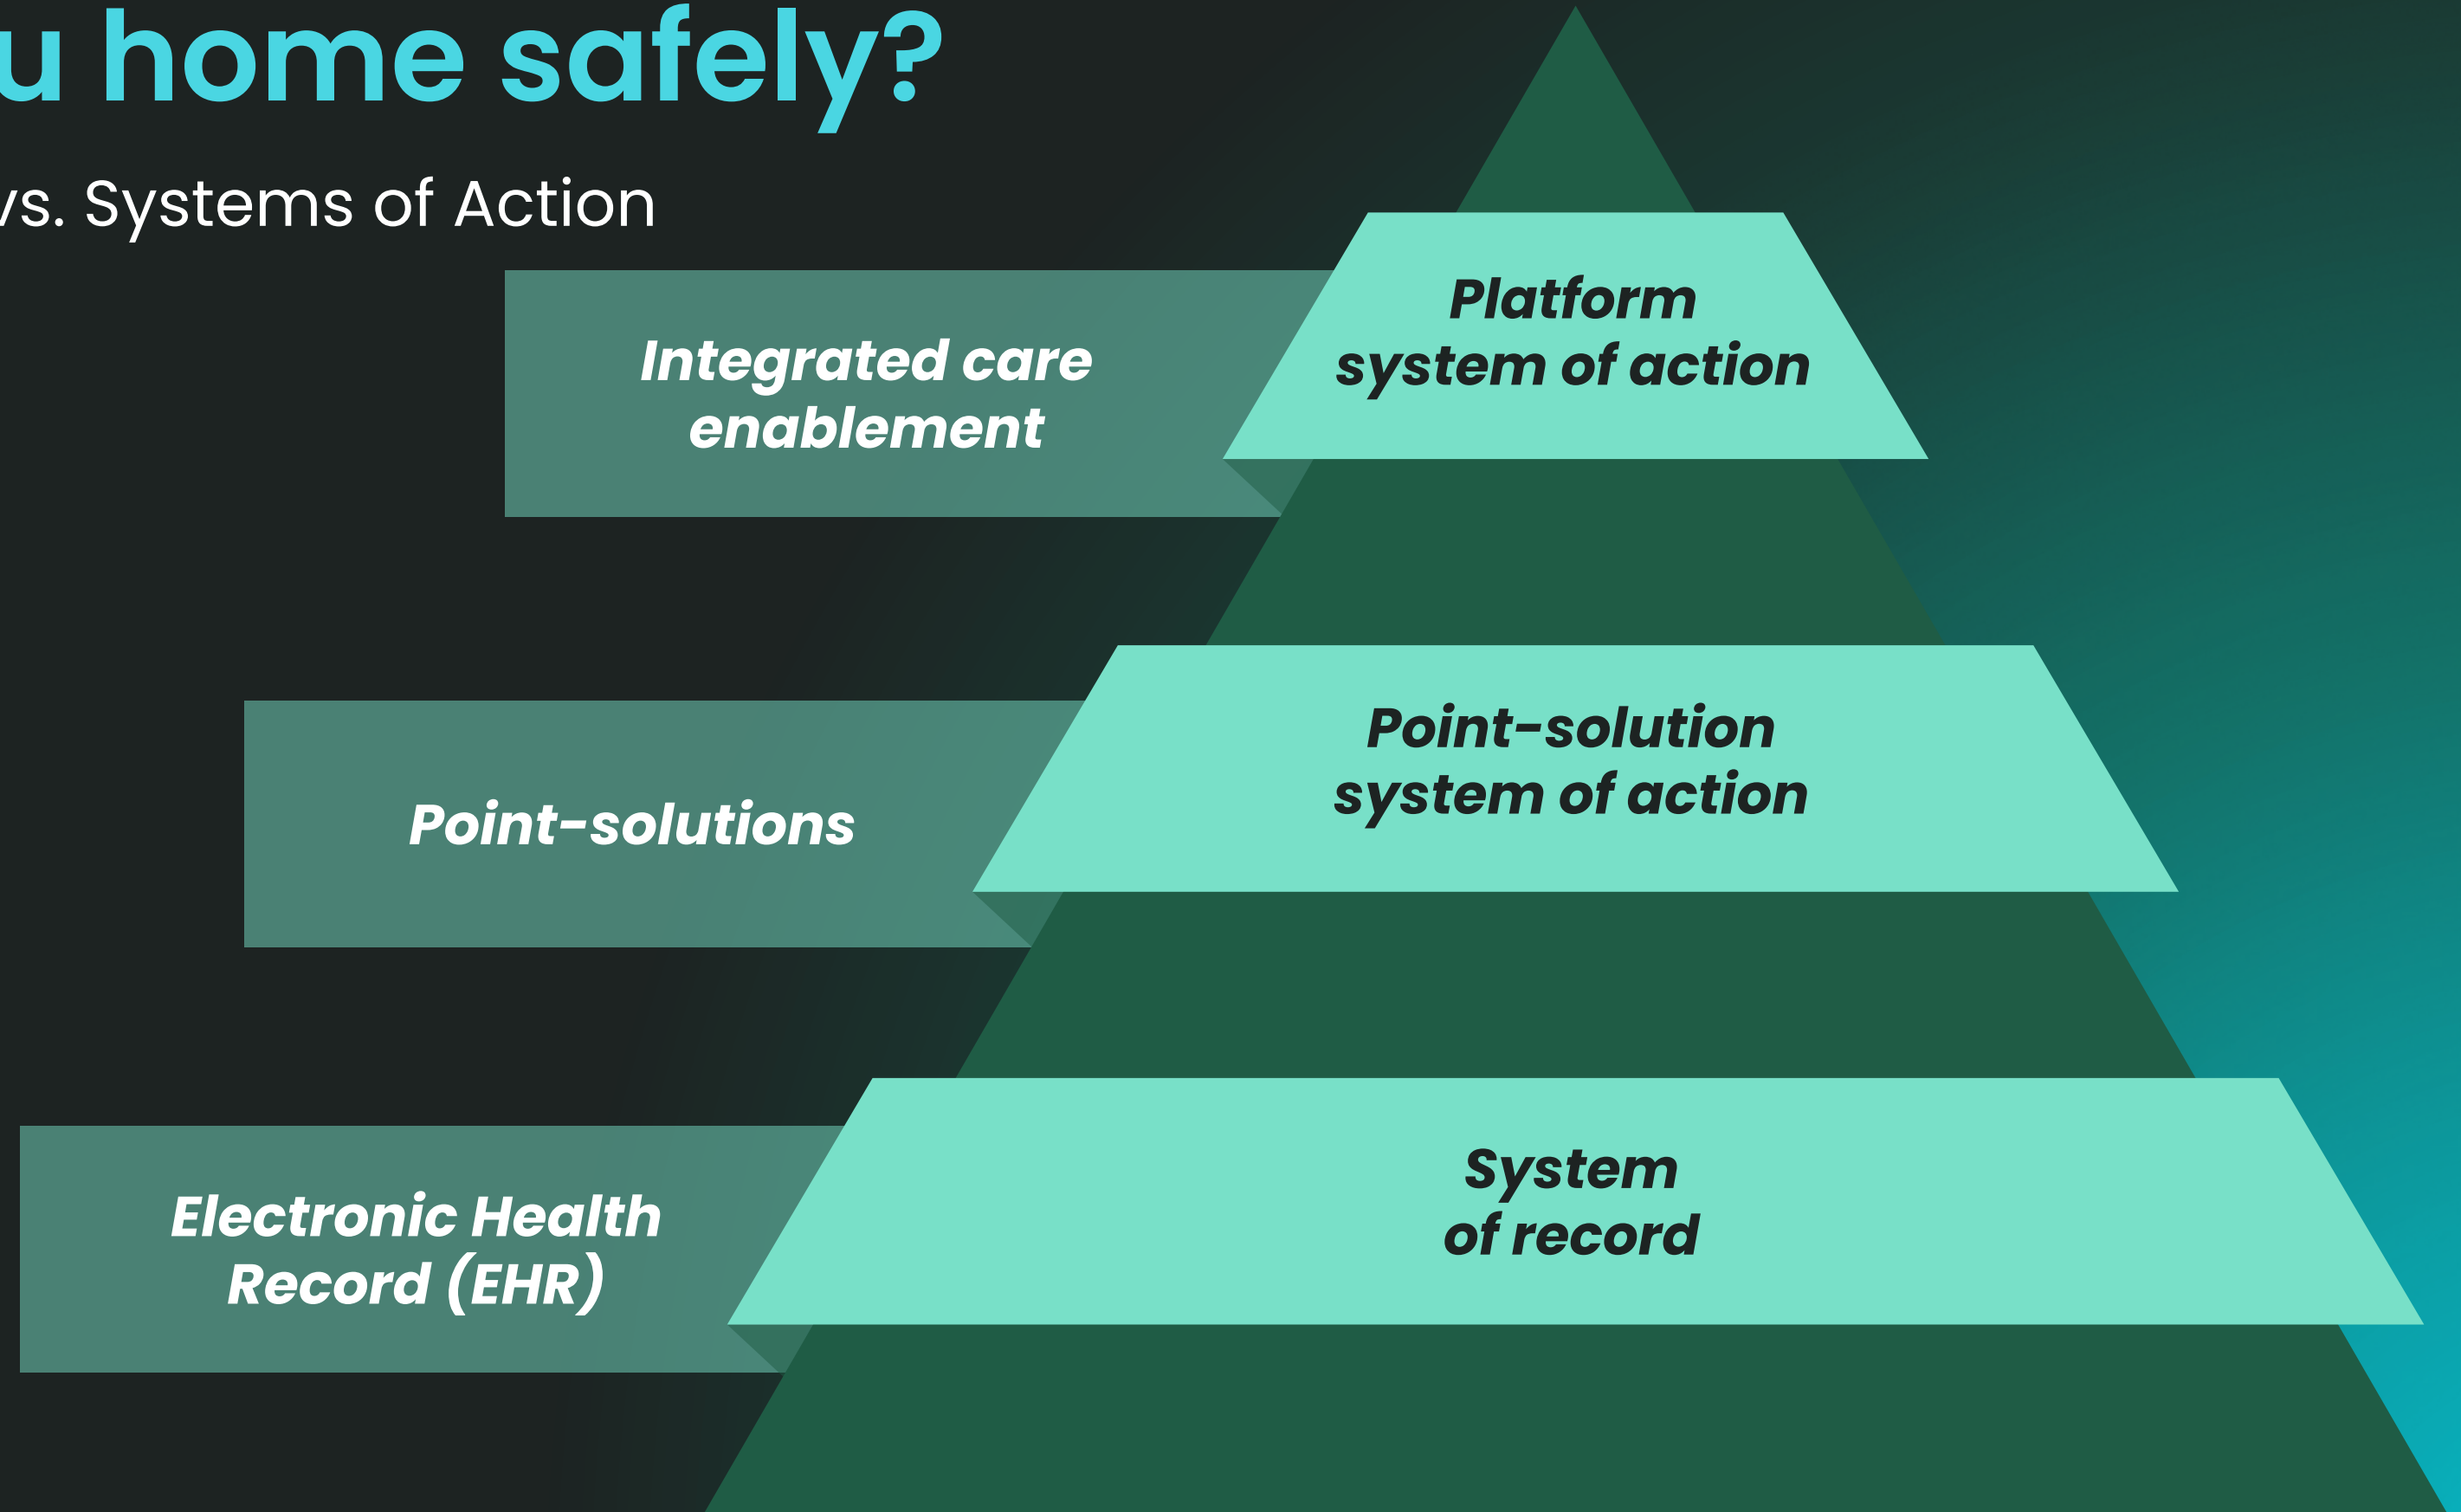 u home safely?
vs. Systems of Action
Integrated care
enablement
Platform
system of action
Point-solutions
Point-solution
system of action
Electronic Health
Record (EHR)
System
of record